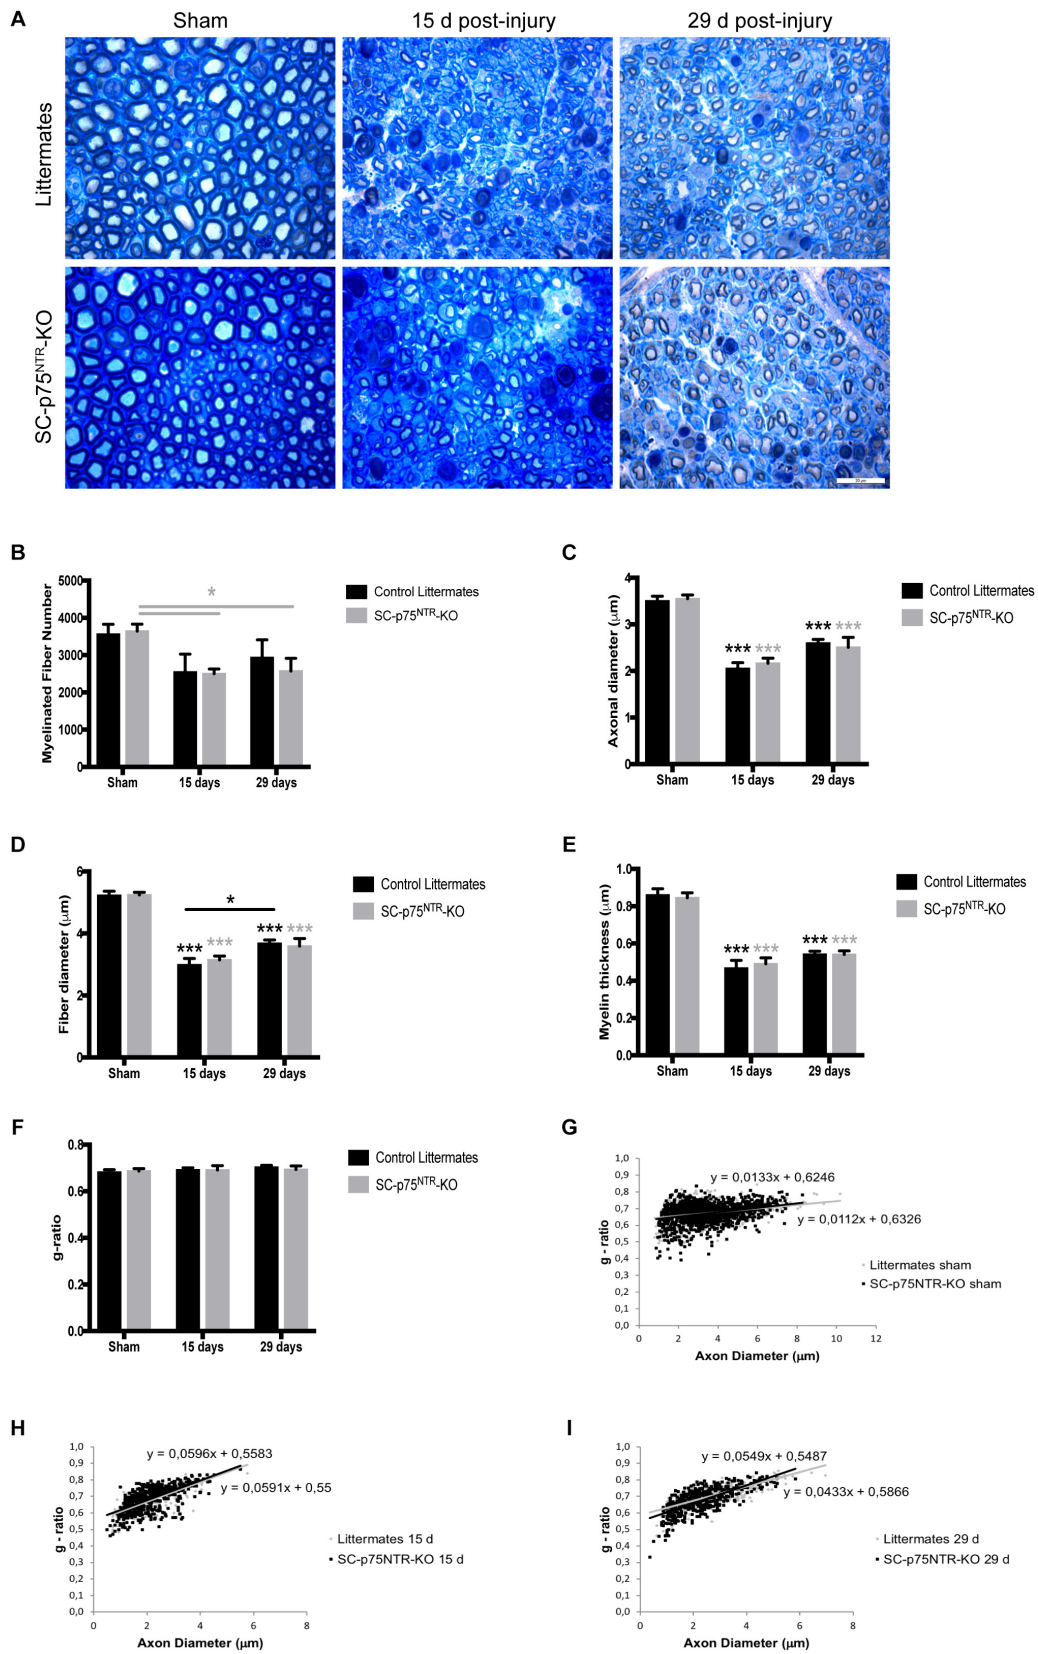 A
Sham
15 d post-injury
29 d post-injury
Littermates
SC-p75NTR-KO
20 µm
B
Myelinated Fiber Number
5000
4000
3000
2000
1000
0
*
Sham
15 days
29 days
Control Littermates
SC-p75NTR-KO
C
Axonal diameter (µm)
4
3
2
1
0
*** ***
*** ***
Sham
15 days
29 days
Control Littermates
SC-p75NTR-KO
D
Fiber diameter (µm)
6
4
2
0
*
*** ***
*** ***
Sham
15 days
29 days
Control Littermates
SC-p75NTR-KO
E
Myelin thickness (µm)
1.0
0.8
0.6
0.4
0.2
0.0
*** ***
*** ***
Sham
15 days
29 days
Control Littermates
SC-p75NTR-KO
F
g-ratio
0.8
0.6
0.4
0.2
0.0
Sham
15 days
29 days
Control Littermates
SC-p75NTR-KO
G
g - ratio
1,0
0,9
0,8
0,7
0,6
0,5
0,4
0,3
0,2
0,1
0,0
y = 0,0133x + 0,6246
y = 0,0112x + 0,6326
Littermates sham
SC-p75NTR-KO sham
0 2 4 6 8 10 12
Axon Diameter (µm)
H
g - ratio
1,0
0,9
0,8
0,7
0,6
0,5
0,4
0,3
0,2
0,1
0,0
y = 0,0596x + 0,5583
y = 0,0591x + 0,55
Littermates 15 d
SC-p75NTR-KO 15 d
0 2 4 6 8
Axon Diameter (µm)
I
g - ratio
1,0
0,9
0,8
0,7
0,6
0,5
0,4
0,3
0,2
0,1
0,0
y = 0,0549x + 0,5487
y = 0,0433x + 0,5866
Littermates 29 d
SC-p75NTR-KO 29 d
0 2 4 6 8
Axon Diameter (µm)